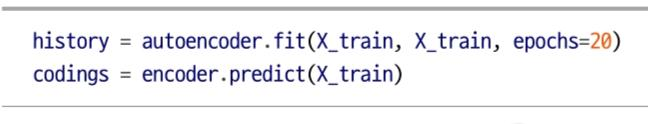 history = autoencoder.fit(X_train, X_train, epochs=20)
codings = encoder.predict(X_train)